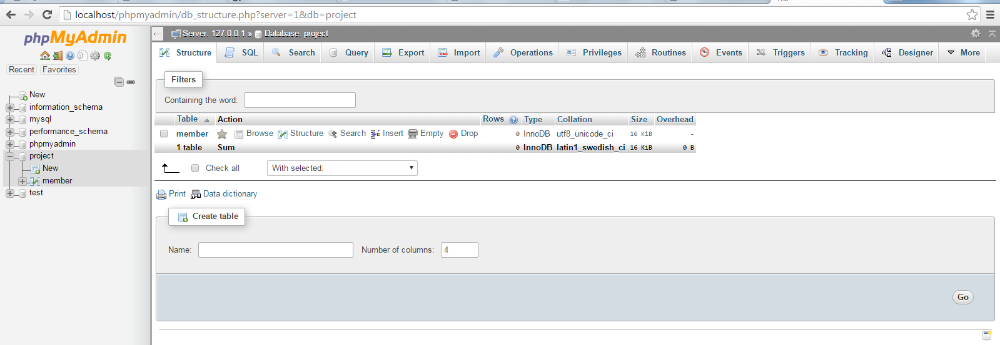 localhost/phpmyadmin/db_structure.php?server=1&db=project
phpMyAdmin
Recent Favorites
New
information_schema
mysql
performance_schema
phpmyadmin
project
New
member
test
Server: 127.0.0.1 » Database: project
Structure SQL Search Query Export Import Operations Privileges Routines Events Triggers Tracking Designer More
Filters
Containing the word:
Table Action Rows Type Collation Size Overhead
member Browse Structure Search Insert Empty Drop 0 InnoDB utf8_unicode_ci 16 KiB -
1 table Sum 0 InnoDB latin1_swedish_ci 16 KiB 0 B
Check all With selected:
Print Data dictionary
Create table
Name: Number of columns: 4
Go